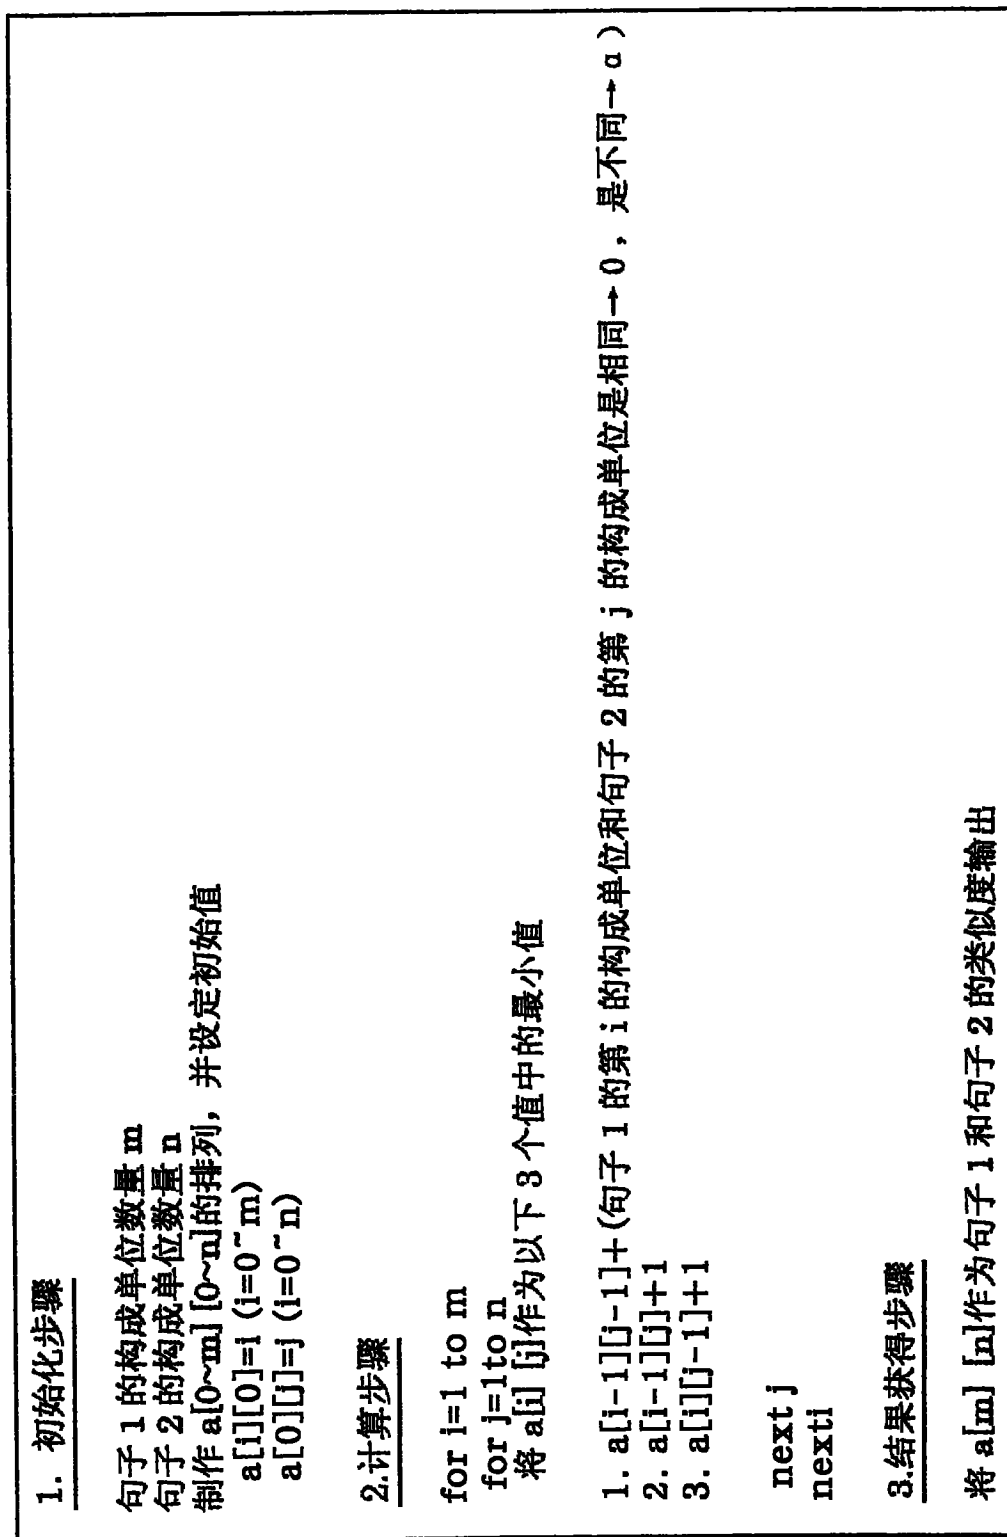 1. 初始化步骤
句子 1 的构成单位数量 m
句子 2 的构成单位数量 n
制作 a[0~m] [0~n]的排列，并设定初始值
a[i][0]=i (i=0~m)
a[0][j]=j (i=0~n)
2.计算步骤
for i=1 to m
for j=1to n
将 a[i] [j]作为以下 3 个值中的最小值
1. a[i-1][j-1]+(句子 1 的第 i 的构成单位和句子 2 的第 j 的构成单位是相同→0，是不同→α)
2. a[i-1][j]+1
3. a[i][j-1]+1
next j
nexti
3.结果获得步骤
将 a[m] [n]作为句子 1 和句子 2 的类似度输出